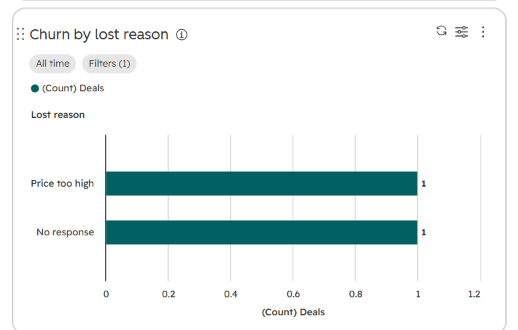 Churn by lost reason
All time Filters (1)
(Count) Deals
Lost reason
Price too high 1
No response 1
0 0.2 0.4 0.6 0.8 1 1.2
(Count) Deals